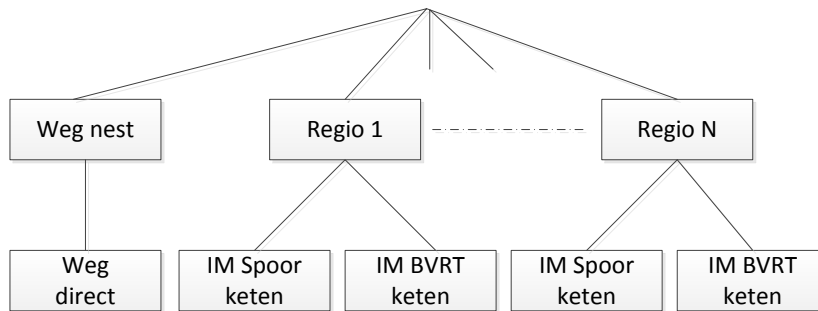 Weg nest
Regio 1
Regio N
Weg
direct
IM Spoor
keten
IM BVRT
keten
IM Spoor
keten
IM BVRT
keten